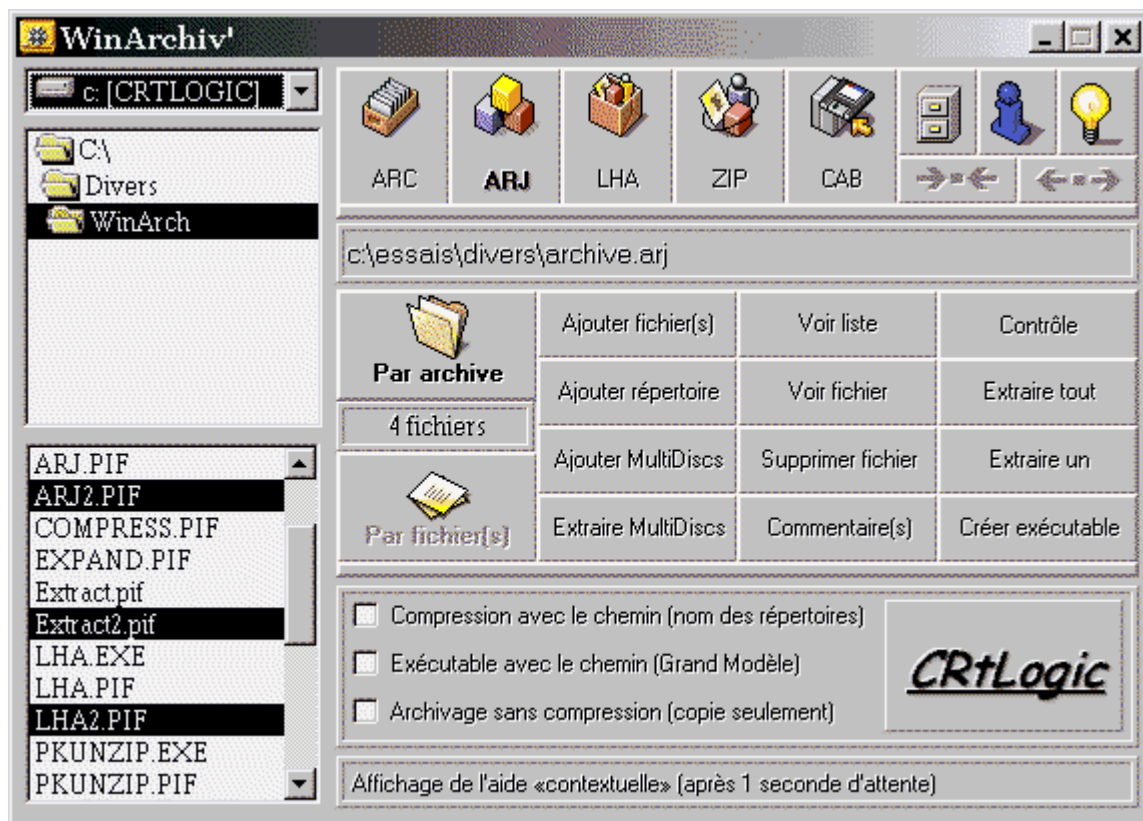 WinArchiv'
c: [CRTLOGIC]
C:\
Divers
WinArch
ARJ.PIF
ARJ2.PIF
COMPRESS.PIF
EXPAND.PIF
Extract.pif
Extract2.pif
LHA.EXE
LHA.PIF
LHA2.PIF
PKUNZIP.EXE
PKUNZIP.PIF
ARC ARJ LHA ZIP CAB
c:\essais\divers\archive.arj
Par archive
4 fichiers
Par fichier(s)
Ajouter fichier(s) Voir liste Contrôle
Ajouter répertoire Voir fichier Extraire tout
Ajouter MultiDiscs Supprimer fichier Extraire un
Extraire MultiDiscs Commentaire(s) Créer exécutable
Compression avec le chemin (nom des répertoires)
Exécutable avec le chemin (Grand Modèle)
Archivage sans compression (copie seulement)
CRtLogic
Affichage de l'aide «contextuelle» (après 1 seconde d'attente)